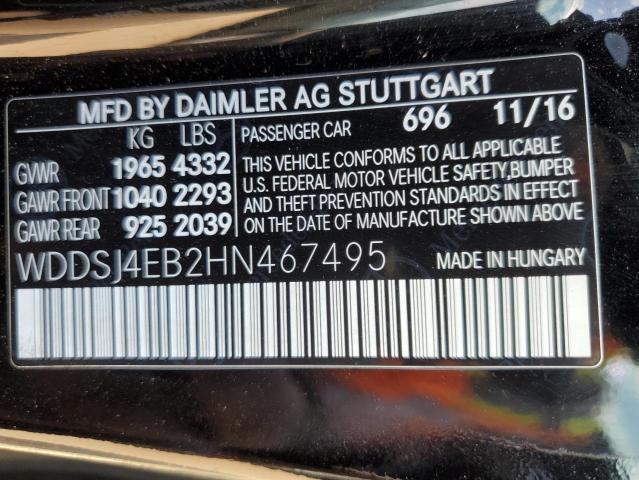 MFD BY DAIMLER AG STUTTGART
KG LBS
GVWR 1965 4332
GAWR FRONT 1040 2293
GAWR REAR 925 2039
PASSENGER CAR 696 11/16
THIS VEHICLE CONFORMS TO ALL APPLICABLE
U.S. FEDERAL MOTOR VEHICLE SAFETY,BUMPER
AND THEFT PREVENTION STANDARDS IN EFFECT
ON THE DATE OF MANUFACTURE SHOWN ABOVE
WDDSJ4EB2HN467495 MADE IN HUNGARY